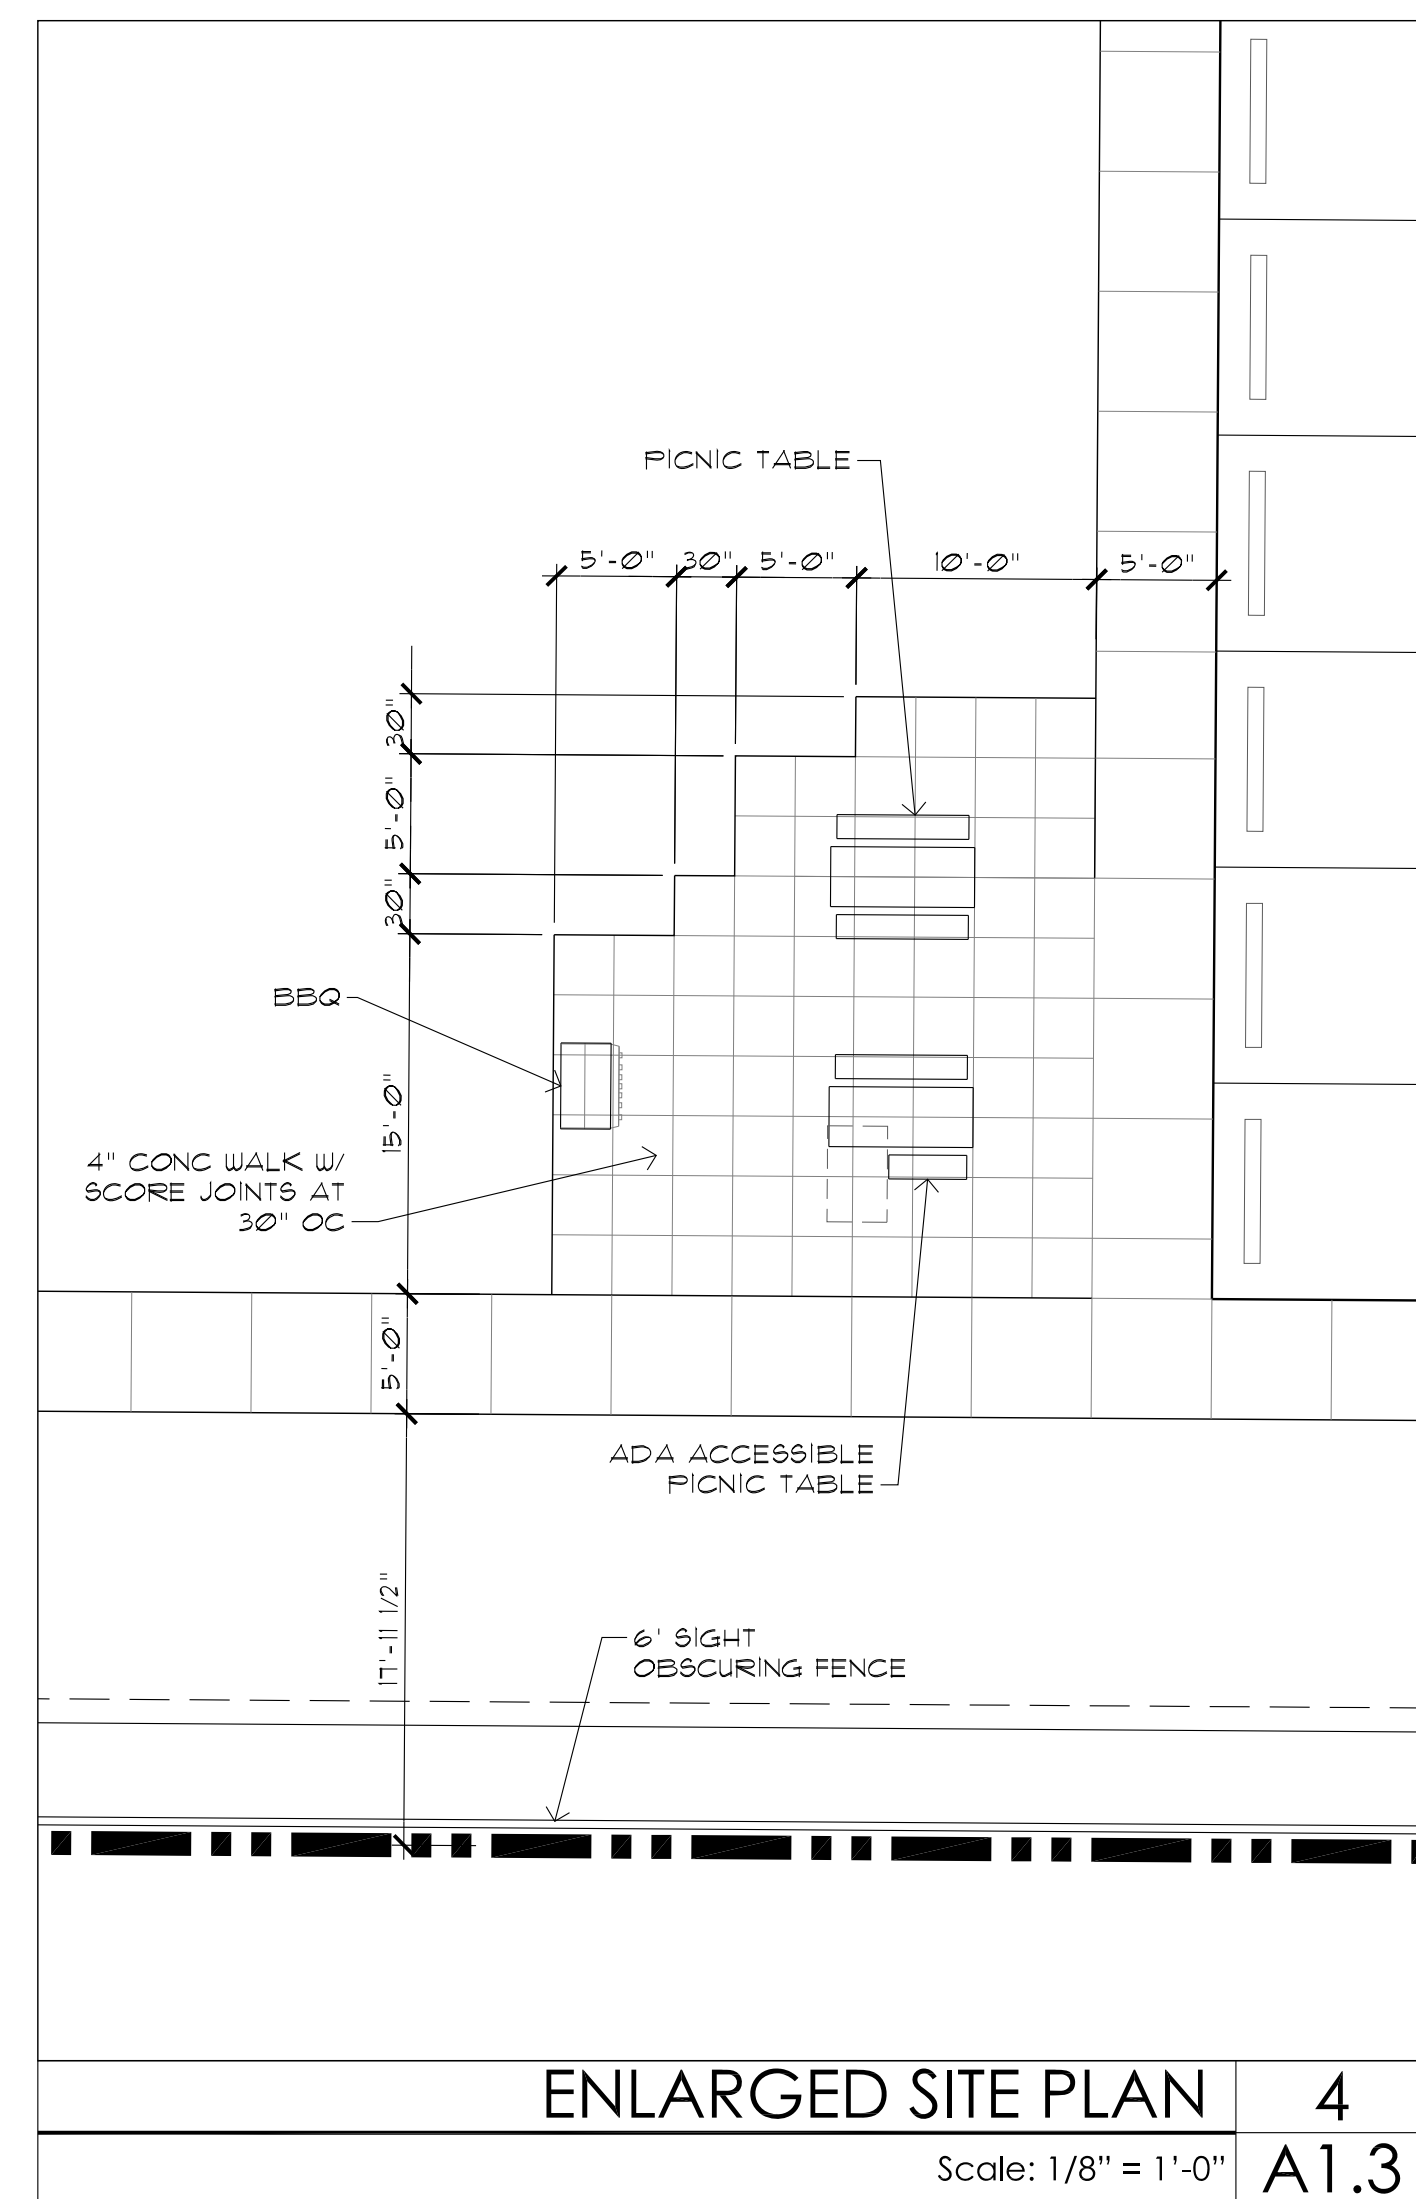 PICNIC TABLE
5'-0" 30" 5'-0" 10'-0" 5'-0"
30"
5'-0"
30"
BBQ
15'-0"
4" CONC WALK W/
SCORE JOINTS AT
30" OC
5'-0"
ADA ACCESSIBLE
PICNIC TABLE
17'-11 1/2"
6' SIGHT
OBSCURING FENCE
ENLARGED SITE PLAN 4
Scale: 1/8” = 1’-0” A1.3